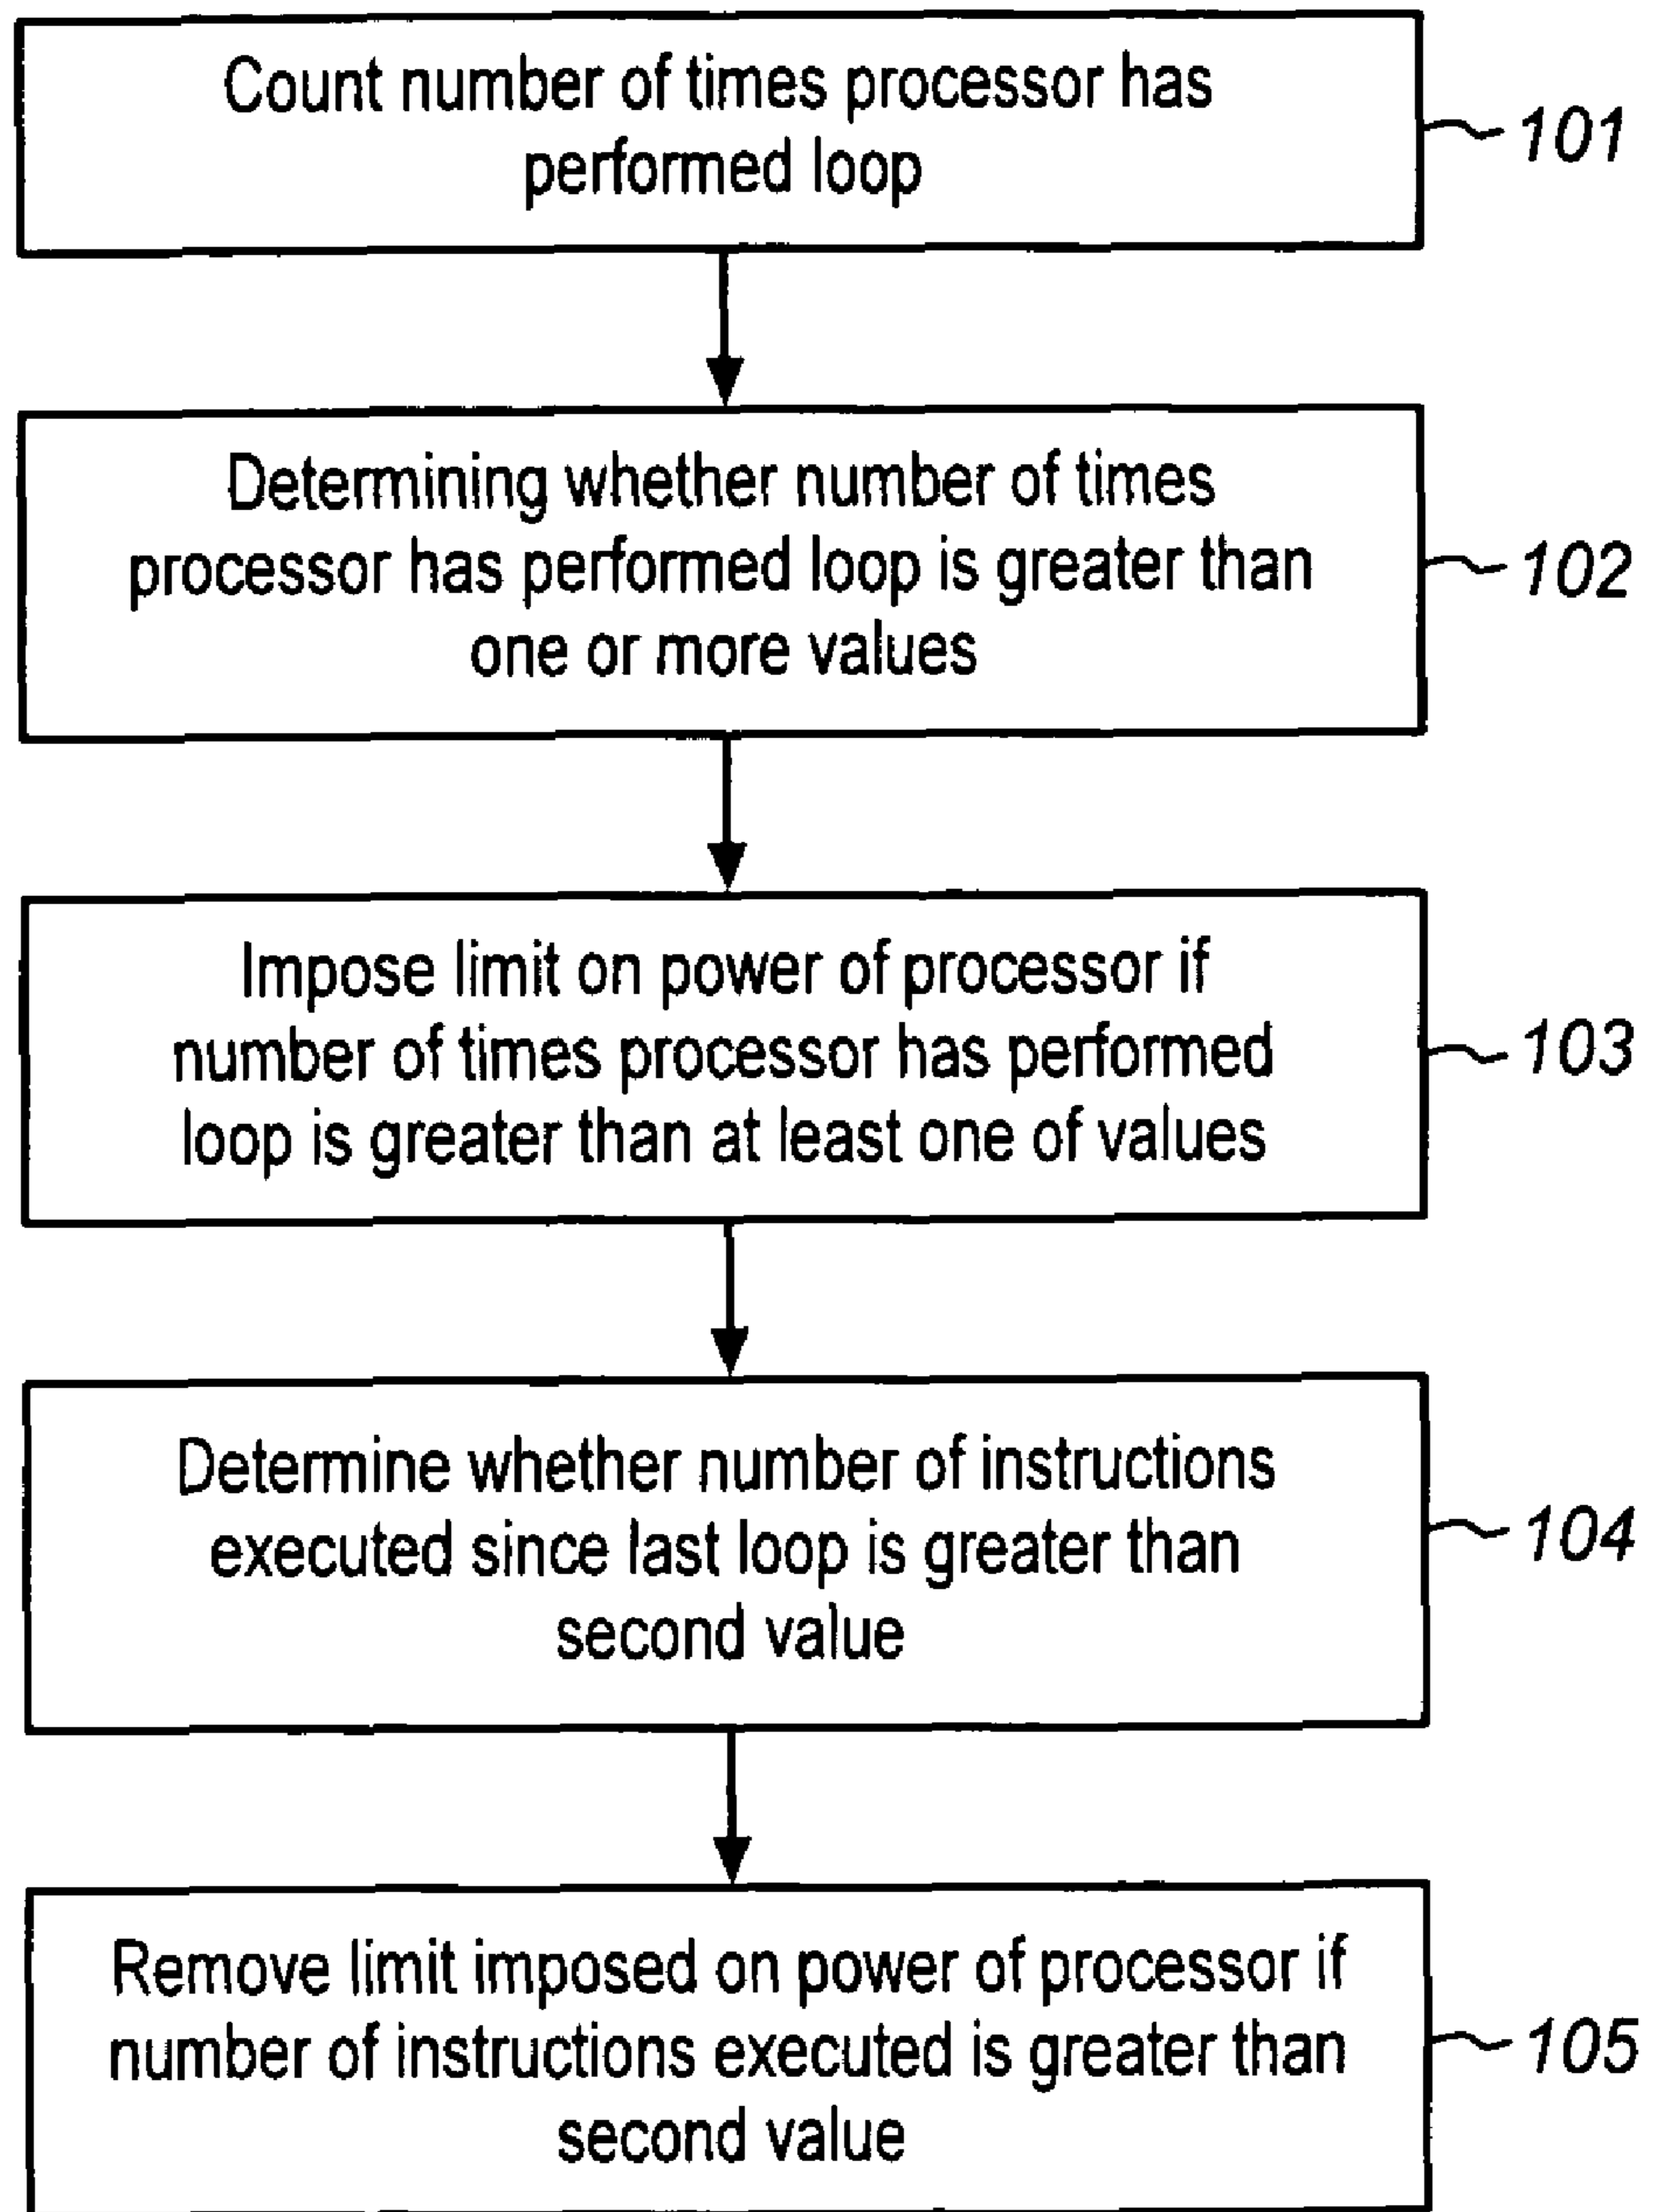 Count number of times processor has
performed loop
101
Determining whether number of times
processor has performed loop is greater than
one or more values
102
Impose limit on power of processor if
number of times processor has performed
loop is greater than at least one of values
103
Determine whether number of instructions
executed since last loop is greater than
second value
104
Remove limit imposed on power of processor if
number of instructions executed is greater than
second value
105